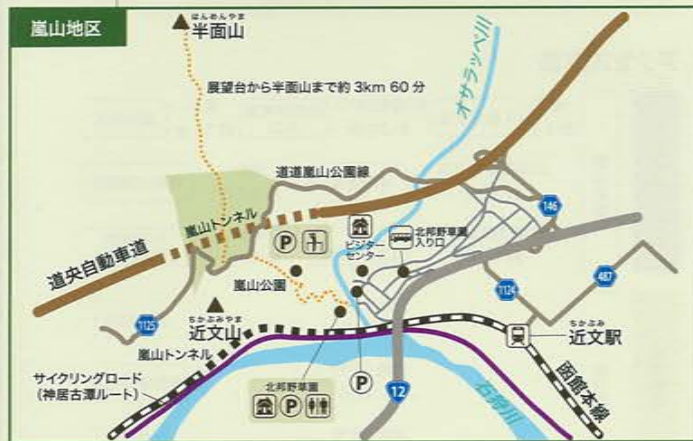 嵐山地区
はんめんやま
半面山
展望台から半面山まで約 3km 60 分
オサラッペ川
道道嵐山公園線
嵐山トンネル
道央自動車道
P
ビジター
センター
北邦野草園
入り口
146
嵐山公園
487
1124
1125
ちかぶみやま
近文山
嵐山トンネル
ちかぶみ
近文駅
サイクリングロード
(神居古潭ルート)
北邦野草園
P
P
12
石狩川
函館本線